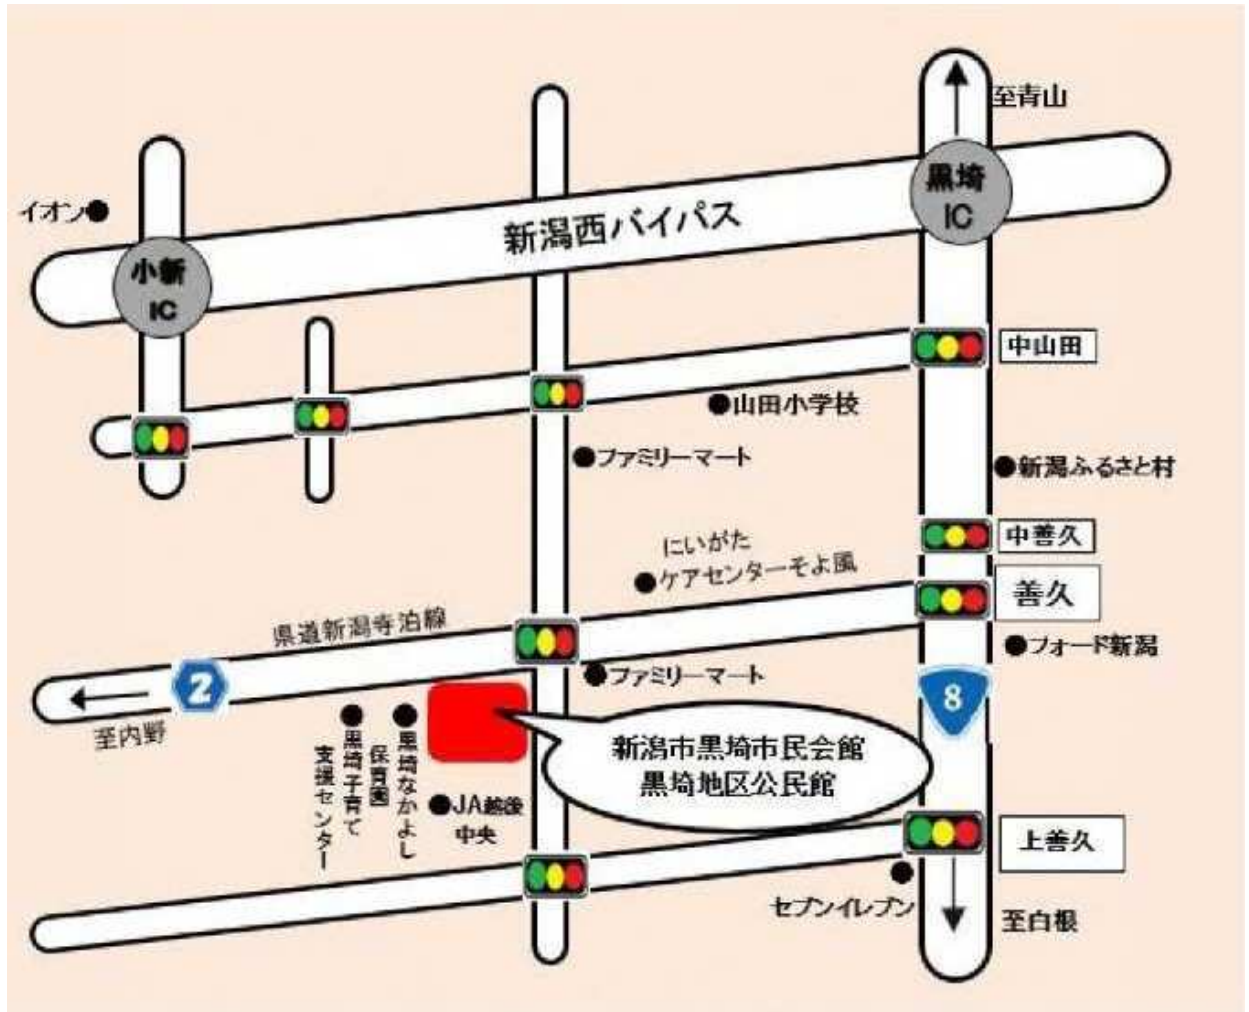 至青山
黒埼
IC
イオン
新潟西バイパス
小新
IC
中山田
山田小学校
ファミリーマート
新潟ふるさと村
中善久
にいがた
ケアセンターそよ風
善久
県道新潟寺泊線
フォード新潟
ファミリーマート
2
8
至内野
新潟市黒埼市民会館
黒埼地区公民館
黒埼なかよし
保育園
黒埼子育て
支援センター
JA越後
中央
上善久
セブンイレブン
至白根